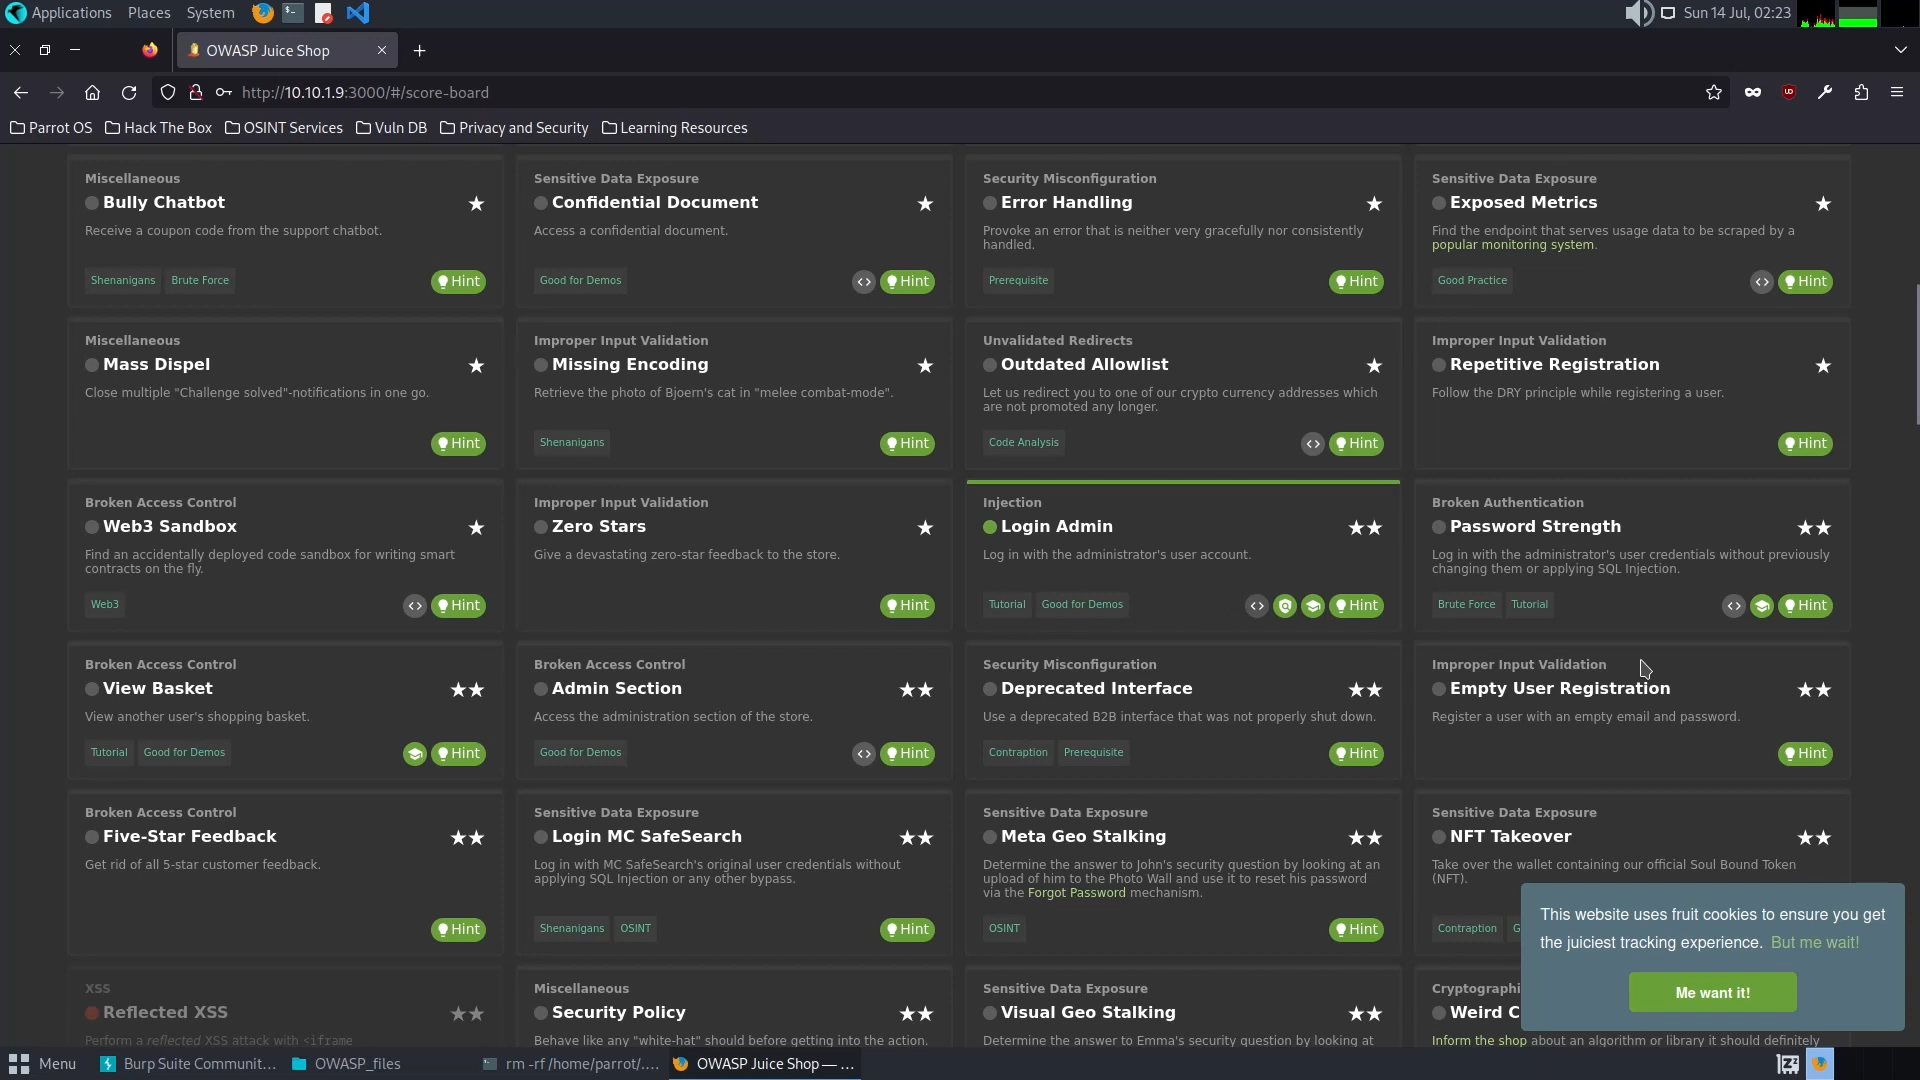 Applications Places System
Sun 14 Jul, 02:23
OWASP Juice Shop
http://10.10.1.9:3000/#/score-board
Parrot OS Hack The Box OSINT Services Vuln DB Privacy and Security Learning Resources
Miscellaneous
Bully Chatbot
Receive a coupon code from the support chatbot.
Shenanigans Brute Force
Hint
Sensitive Data Exposure
Confidential Document
Access a confidential document.
Good for Demos
Hint
Security Misconfiguration
Error Handling
Provoke an error that is neither very gracefully nor consistently
handled.
Prerequisite
Hint
Sensitive Data Exposure
Exposed Metrics
Find the endpoint that serves usage data to be scraped by a
popular monitoring system.
Good Practice
Hint
Miscellaneous
Mass Dispel
Close multiple "Challenge solved"-notifications in one go.
Hint
Improper Input Validation
Missing Encoding
Retrieve the photo of Bjoern's cat in "melee combat-mode".
Shenanigans
Hint
Unvalidated Redirects
Outdated Allowlist
Let us redirect you to one of our crypto currency addresses which
are not promoted any longer.
Code Analysis
Hint
Improper Input Validation
Repetitive Registration
Follow the DRY principle while registering a user.
Hint
Broken Access Control
Web3 Sandbox
Find an accidentally deployed code sandbox for writing smart
contracts on the fly.
Web3
Hint
Improper Input Validation
Zero Stars
Give a devastating zero-star feedback to the store.
Hint
Injection
Login Admin
Log in with the administrator's user account.
Tutorial Good for Demos
Hint
Broken Authentication
Password Strength
Log in with the administrator's user credentials without previously
changing them or applying SQL Injection.
Brute Force Tutorial
Hint
Broken Access Control
View Basket
View another user's shopping basket.
Tutorial Good for Demos
Hint
Broken Access Control
Admin Section
Access the administration section of the store.
Good for Demos
Hint
Security Misconfiguration
Deprecated Interface
Use a deprecated B2B interface that was not properly shut down.
Contraption Prerequisite
Hint
Improper Input Validation
Empty User Registration
Register a user with an empty email and password.
Hint
Broken Access Control
Five-Star Feedback
Get rid of all 5-star customer feedback.
Hint
Sensitive Data Exposure
Login MC SafeSearch
Log in with MC SafeSearch's original user credentials without
applying SQL Injection or any other bypass.
Shenanigans OSINT
Hint
Sensitive Data Exposure
Meta Geo Stalking
Determine the answer to John's security question by looking at an
upload of him to the Photo Wall and use it to reset his password
via the Forgot Password mechanism.
OSINT
Hint
Sensitive Data Exposure
NFT Takeover
Take over the wallet containing our official Soul Bound Token
(NFT).
Contraption G
XSS
Reflected XSS
Perform a reflected XSS attack with <iframe
Miscellaneous
Security Policy
Behave like any "white-hat" should before getting into the action.
Sensitive Data Exposure
Visual Geo Stalking
Determine the answer to Emma's security question by looking at
Cryptographi
Weird C
Inform the shop about an algorithm or library it should definitely
This website uses fruit cookies to ensure you get
the juiciest tracking experience. But me wait!
Me want it!
Menu Burp Suite Communit... OWASP_files rm -rf /home/parrot/.... OWASP Juice Shop — ...